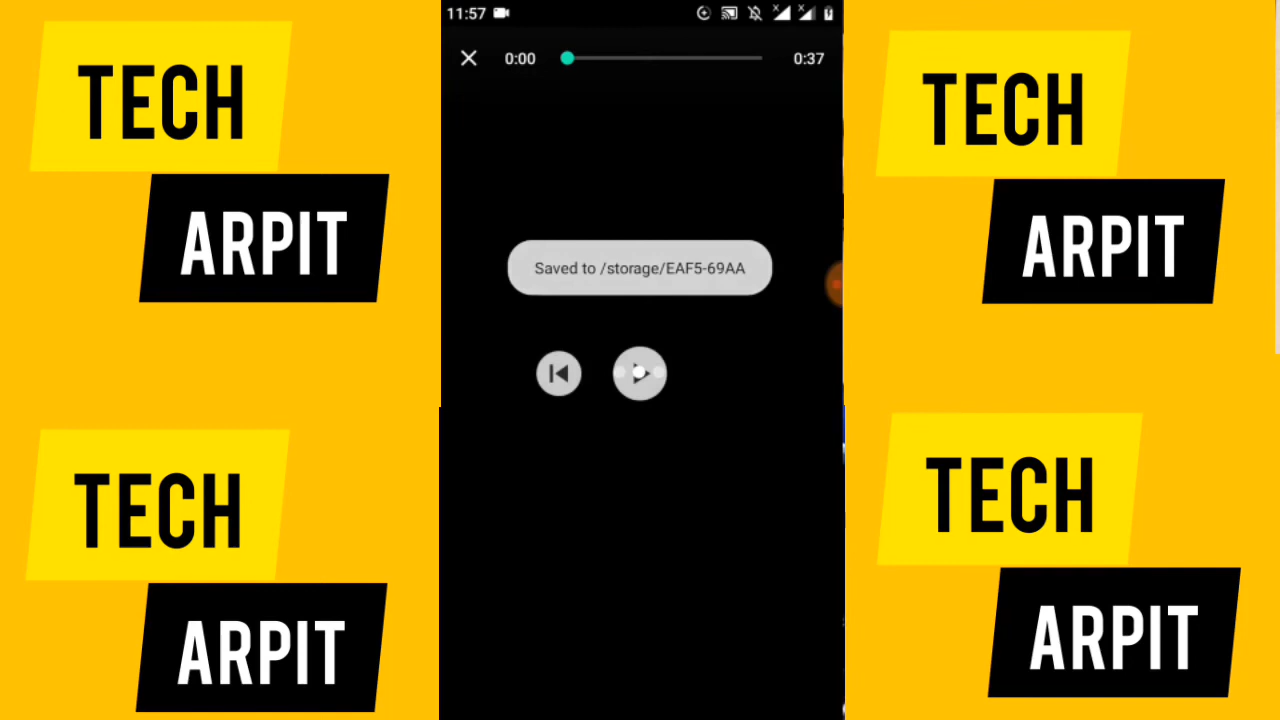 TECH
ARPIT
11:57
0:00
0:37
Saved to /storage/EAF5-69AA
TECH
ARPIT
TECH
ARPIT
TECH
ARPIT